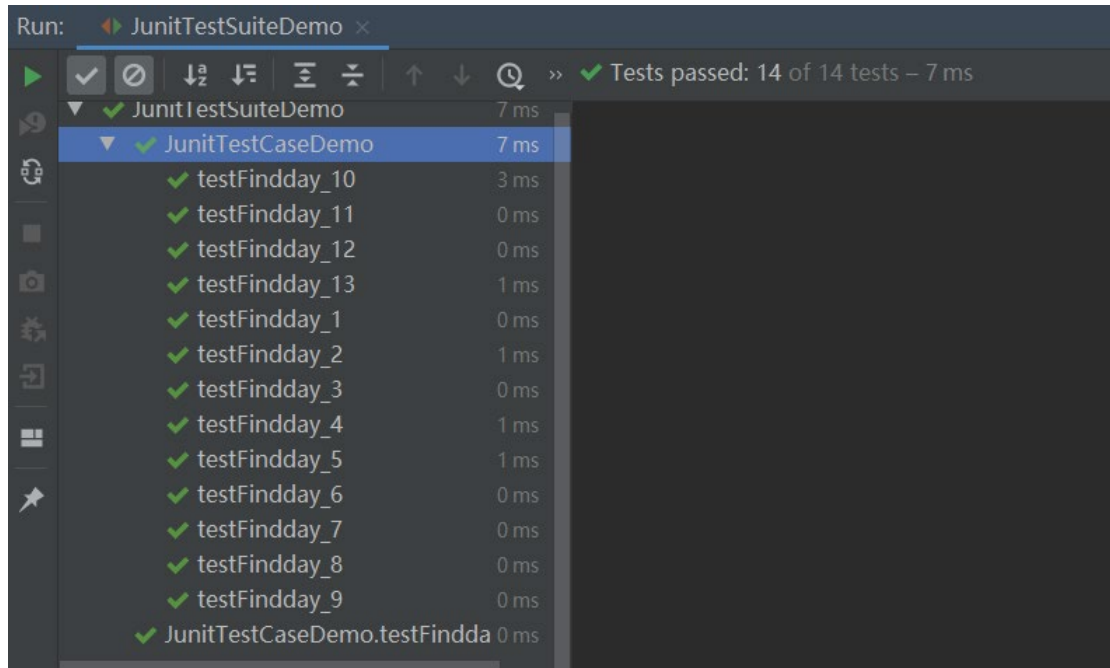 Run: JunitTestSuiteDemo ×
Tests passed: 14 of 14 tests – 7 ms
JunitTestSuiteDemo 7 ms
JunitTestCaseDemo 7 ms
testFindday_10 3 ms
testFindday_11 0 ms
testFindday_12 0 ms
testFindday_13 1 ms
testFindday_1 0 ms
testFindday_2 1 ms
testFindday_3 0 ms
testFindday_4 1 ms
testFindday_5 1 ms
testFindday_6 0 ms
testFindday_7 0 ms
testFindday_8 0 ms
testFindday_9 0 ms
JunitTestCaseDemo.testFindda 0 ms